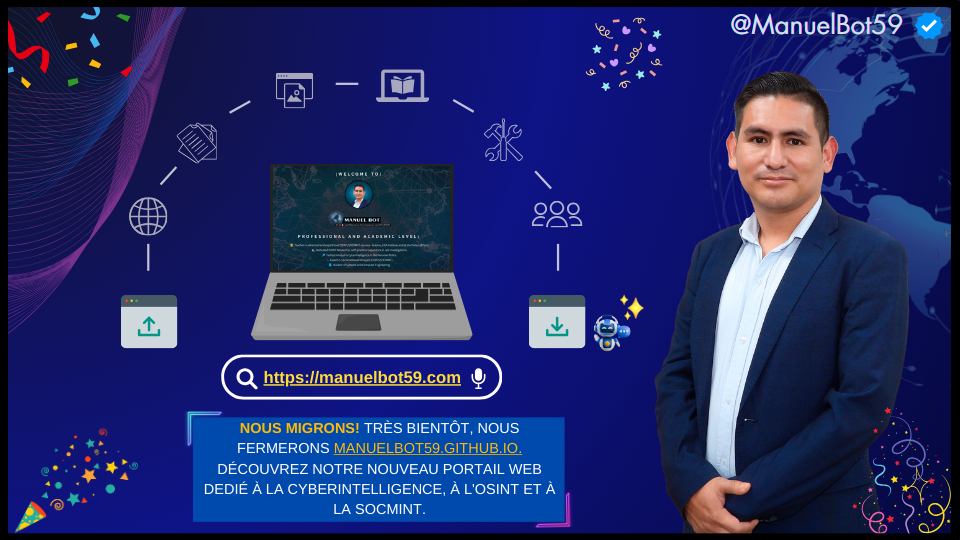 @ManuelBot59
¡WELCOME TO!
MANUEL BOT
PROFESSIONAL AND ACADEMIC LEVEL:
https://manuelbot59.com
NOUS MIGRONS! TRÈS BIENTÔT, NOUS
FERMERONS MANUELBOT59.GITHUB.IO.
DÉCOUVREZ NOTRE NOUVEAU PORTAIL WEB
DEDIÉ À LA CYBERINTELLIGENCE, À L'OSINT ET À
LA SOCMINT.